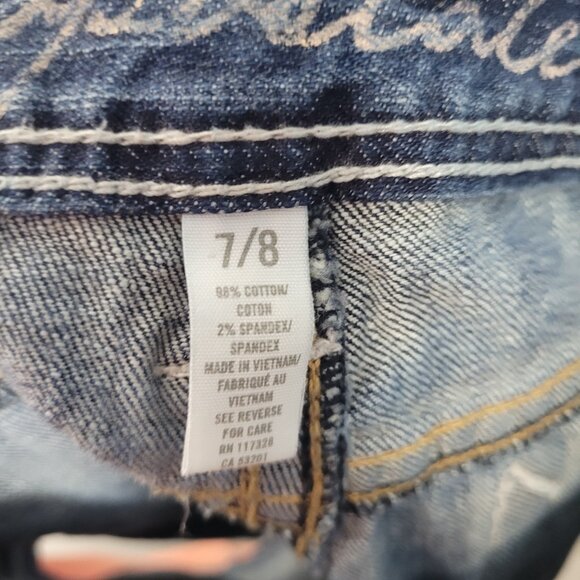 7/8
98% COTTON/
COTON
2% SPANDEX/
SPANDEX
MADE IN VIETNAM/
FABRIQUÉ AU
VIETNAM
SEE REVERSE
FOR CARE
RN 117328
CA 53201